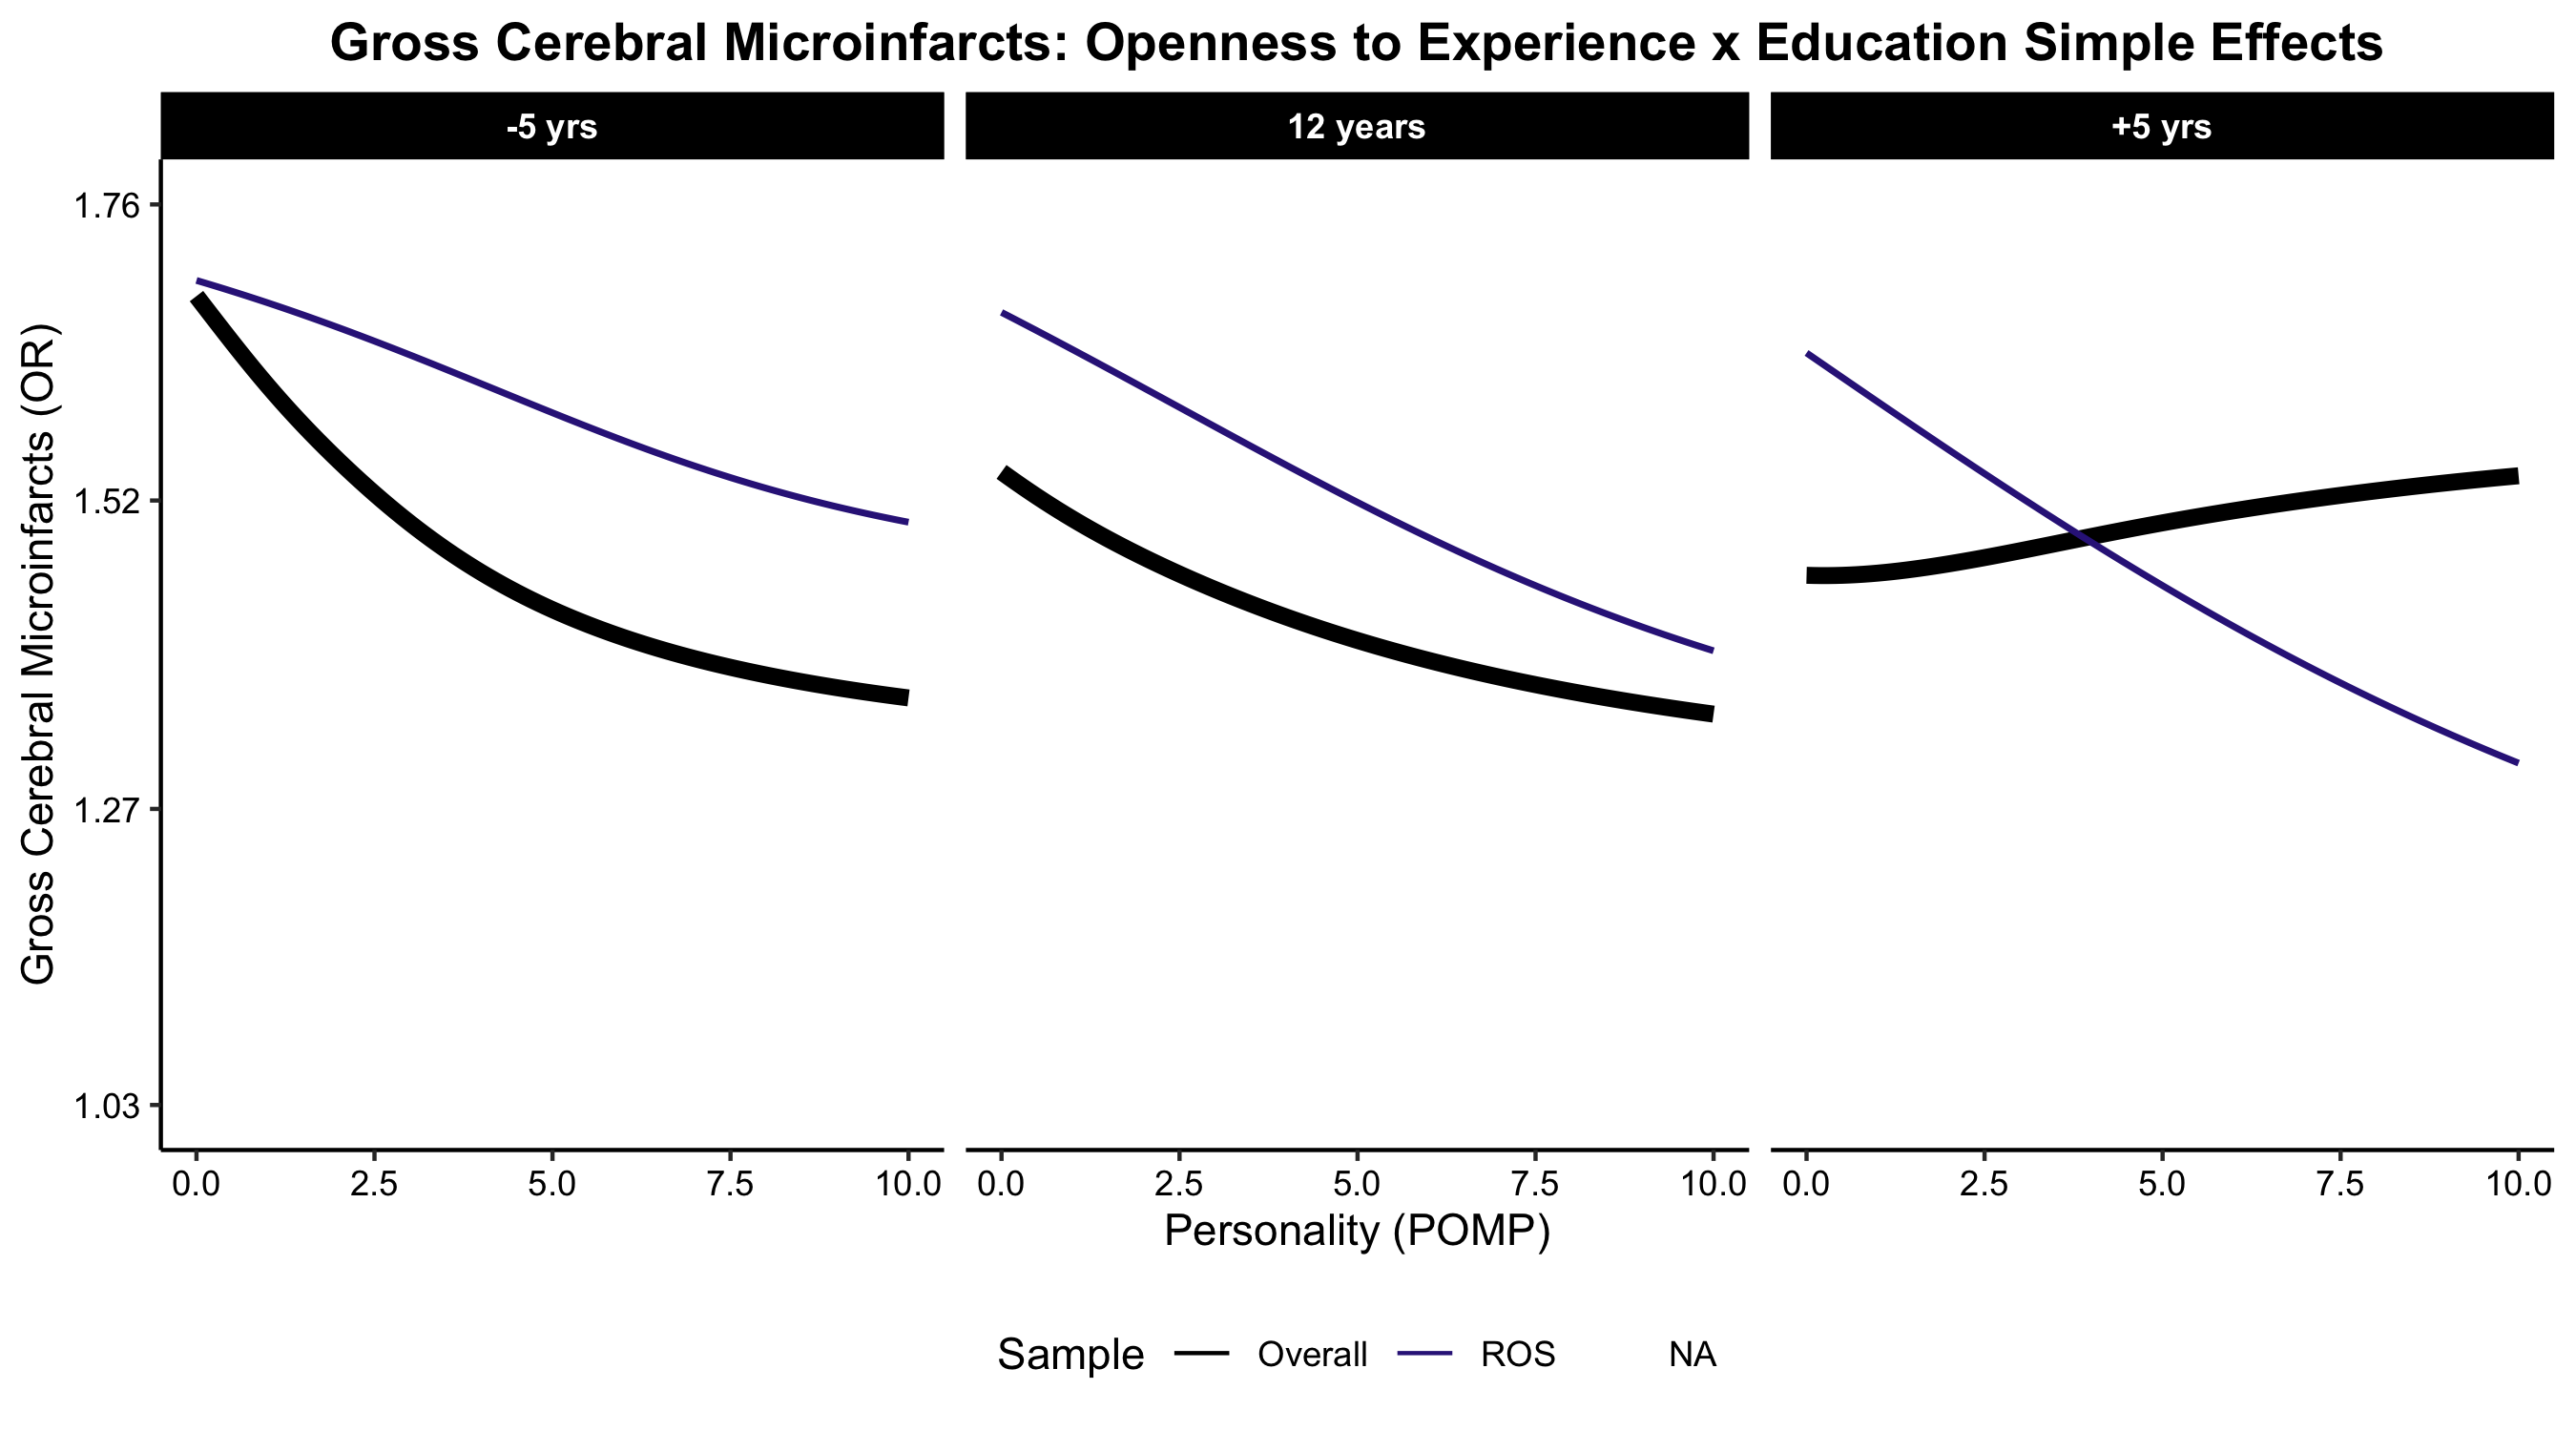 Gross Cerebral Microinfarcts: Openness to Experience x Education Simple Effects
-5 yrs
12 years
+5 yrs
Gross Cerebral Microinfarcts (OR)
1.76
1.52
1.27
1.03
0.0 2.5 5.0 7.5 10.0
0.0 2.5 5.0 7.5 10.0
0.0 2.5 5.0 7.5 10.0
Personality (POMP)
Sample Overall ROS NA